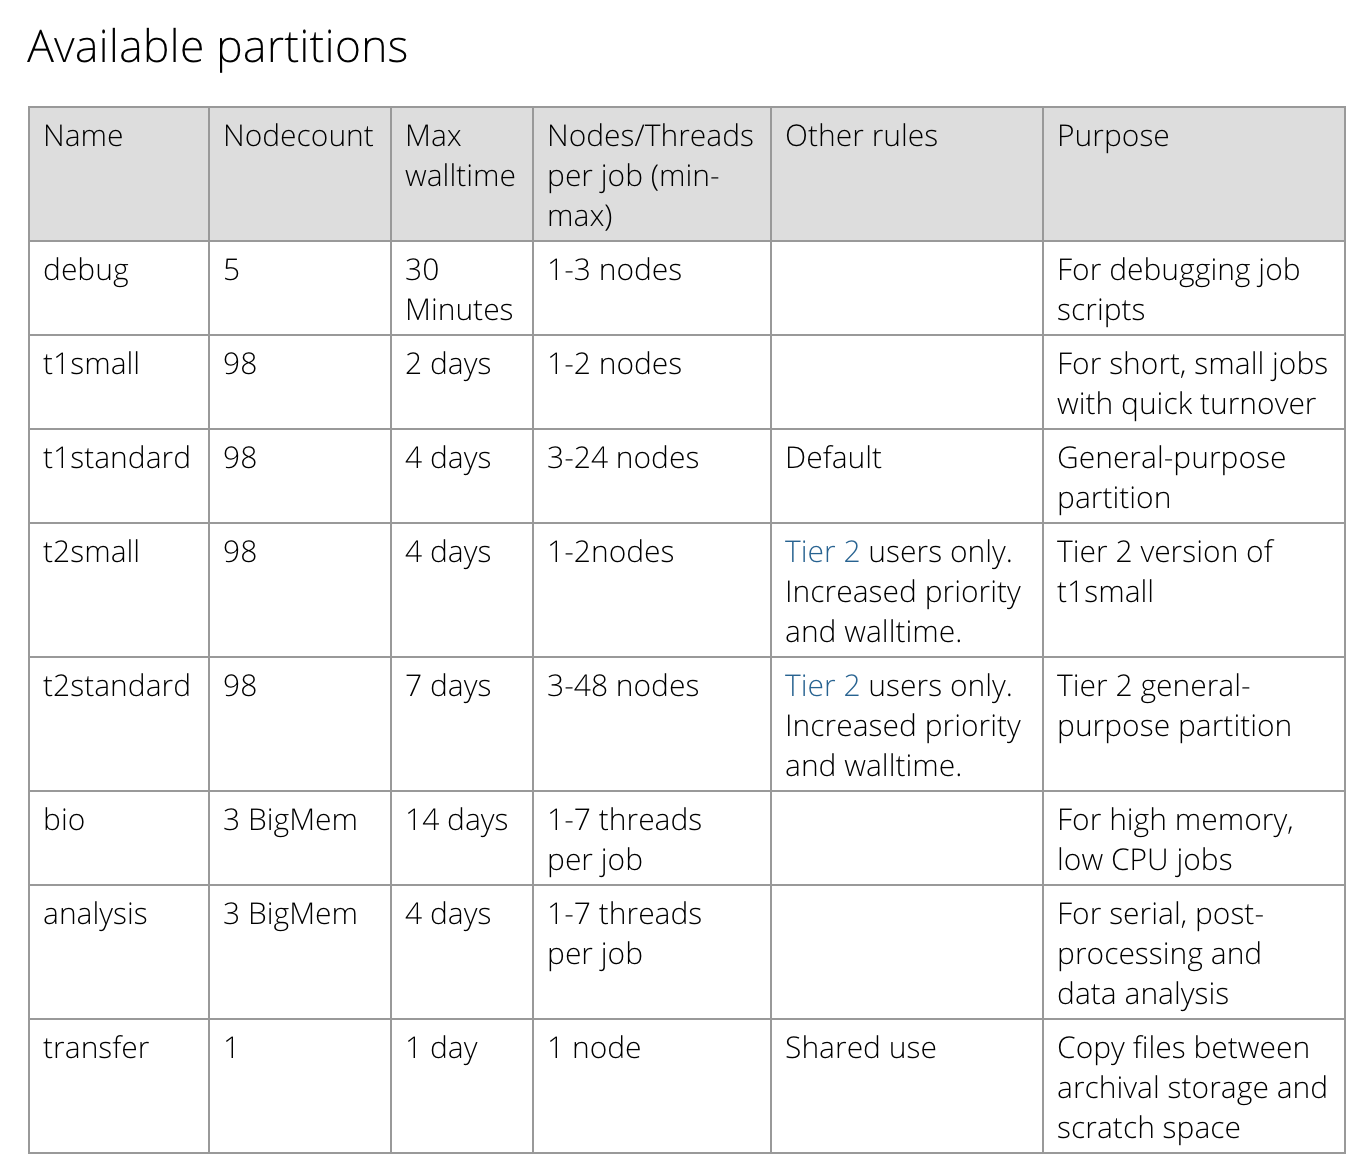 Available partitions
Name
Nodecount
Max
walltime
Nodes/Threads
per job (min-
max)
Other rules
Purpose
debug
5
30
Minutes
1-3 nodes
For debugging job
scripts
t1small
98
2 days
1-2 nodes
For short, small jobs
with quick turnover
t1standard
98
4 days
3-24 nodes
Default
General-purpose
partition
t2small
98
4 days
1-2nodes
Tier 2 users only.
Increased priority
and walltime.
Tier 2 version of
t1small
t2standard
98
7 days
3-48 nodes
Tier 2 users only.
Increased priority
and walltime.
Tier 2 general-
purpose partition
bio
3 BigMem
14 days
1-7 threads
per job
For high memory,
low CPU jobs
analysis
3 BigMem
4 days
1-7 threads
per job
For serial, post-
processing and
data analysis
transfer
1
1 day
1 node
Shared use
Copy files between
archival storage and
scratch space